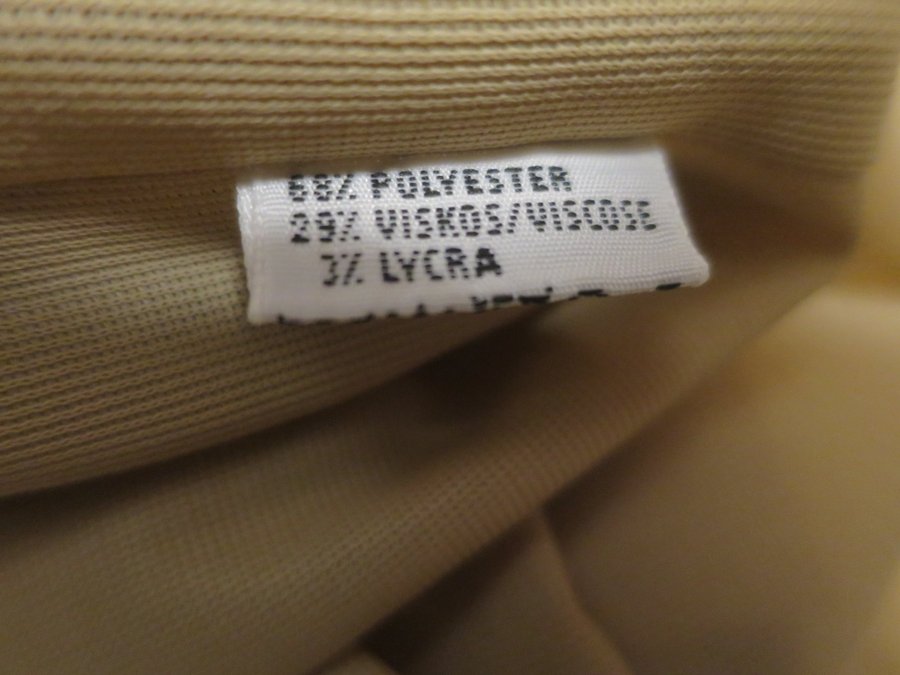 68% POLYESTER
29% VISKOS/VISCOSE
3% LYCRA